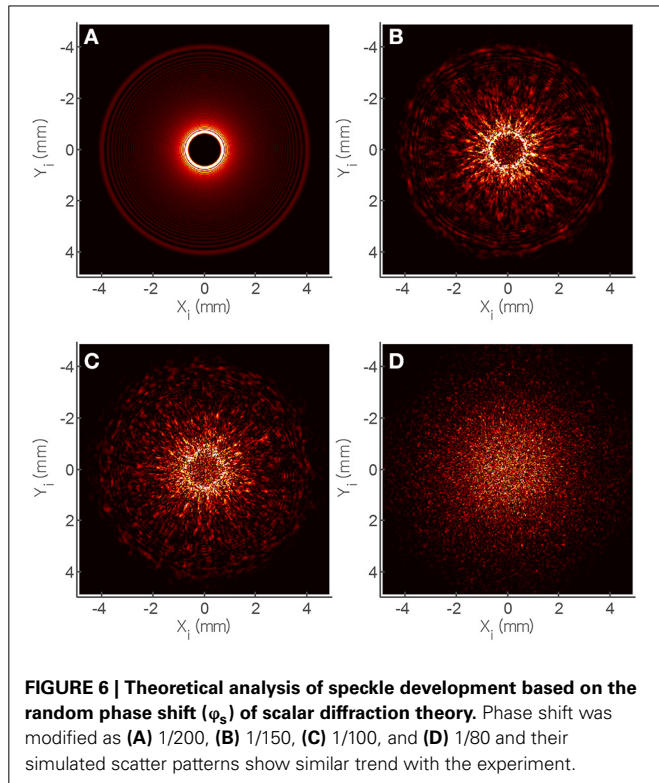 A
B
-4
-2
0
2
4
Y_i (mm)
-4 -2 0 2 4
X_i (mm)
-4
-2
0
2
4
Y_i (mm)
-4 -2 0 2 4
X_i (mm)
C
D
-4
-2
0
2
4
Y_i (mm)
-4 -2 0 2 4
X_i (mm)
-4
-2
0
2
4
Y_i (mm)
-4 -2 0 2 4
X_i (mm)
FIGURE 6 | Theoretical analysis of speckle development based on the
random phase shift (φ_s) of scalar diffraction theory. Phase shift was
modified as (A) 1/200, (B) 1/150, (C) 1/100, and (D) 1/80 and their
simulated scatter patterns show similar trend with the experiment.